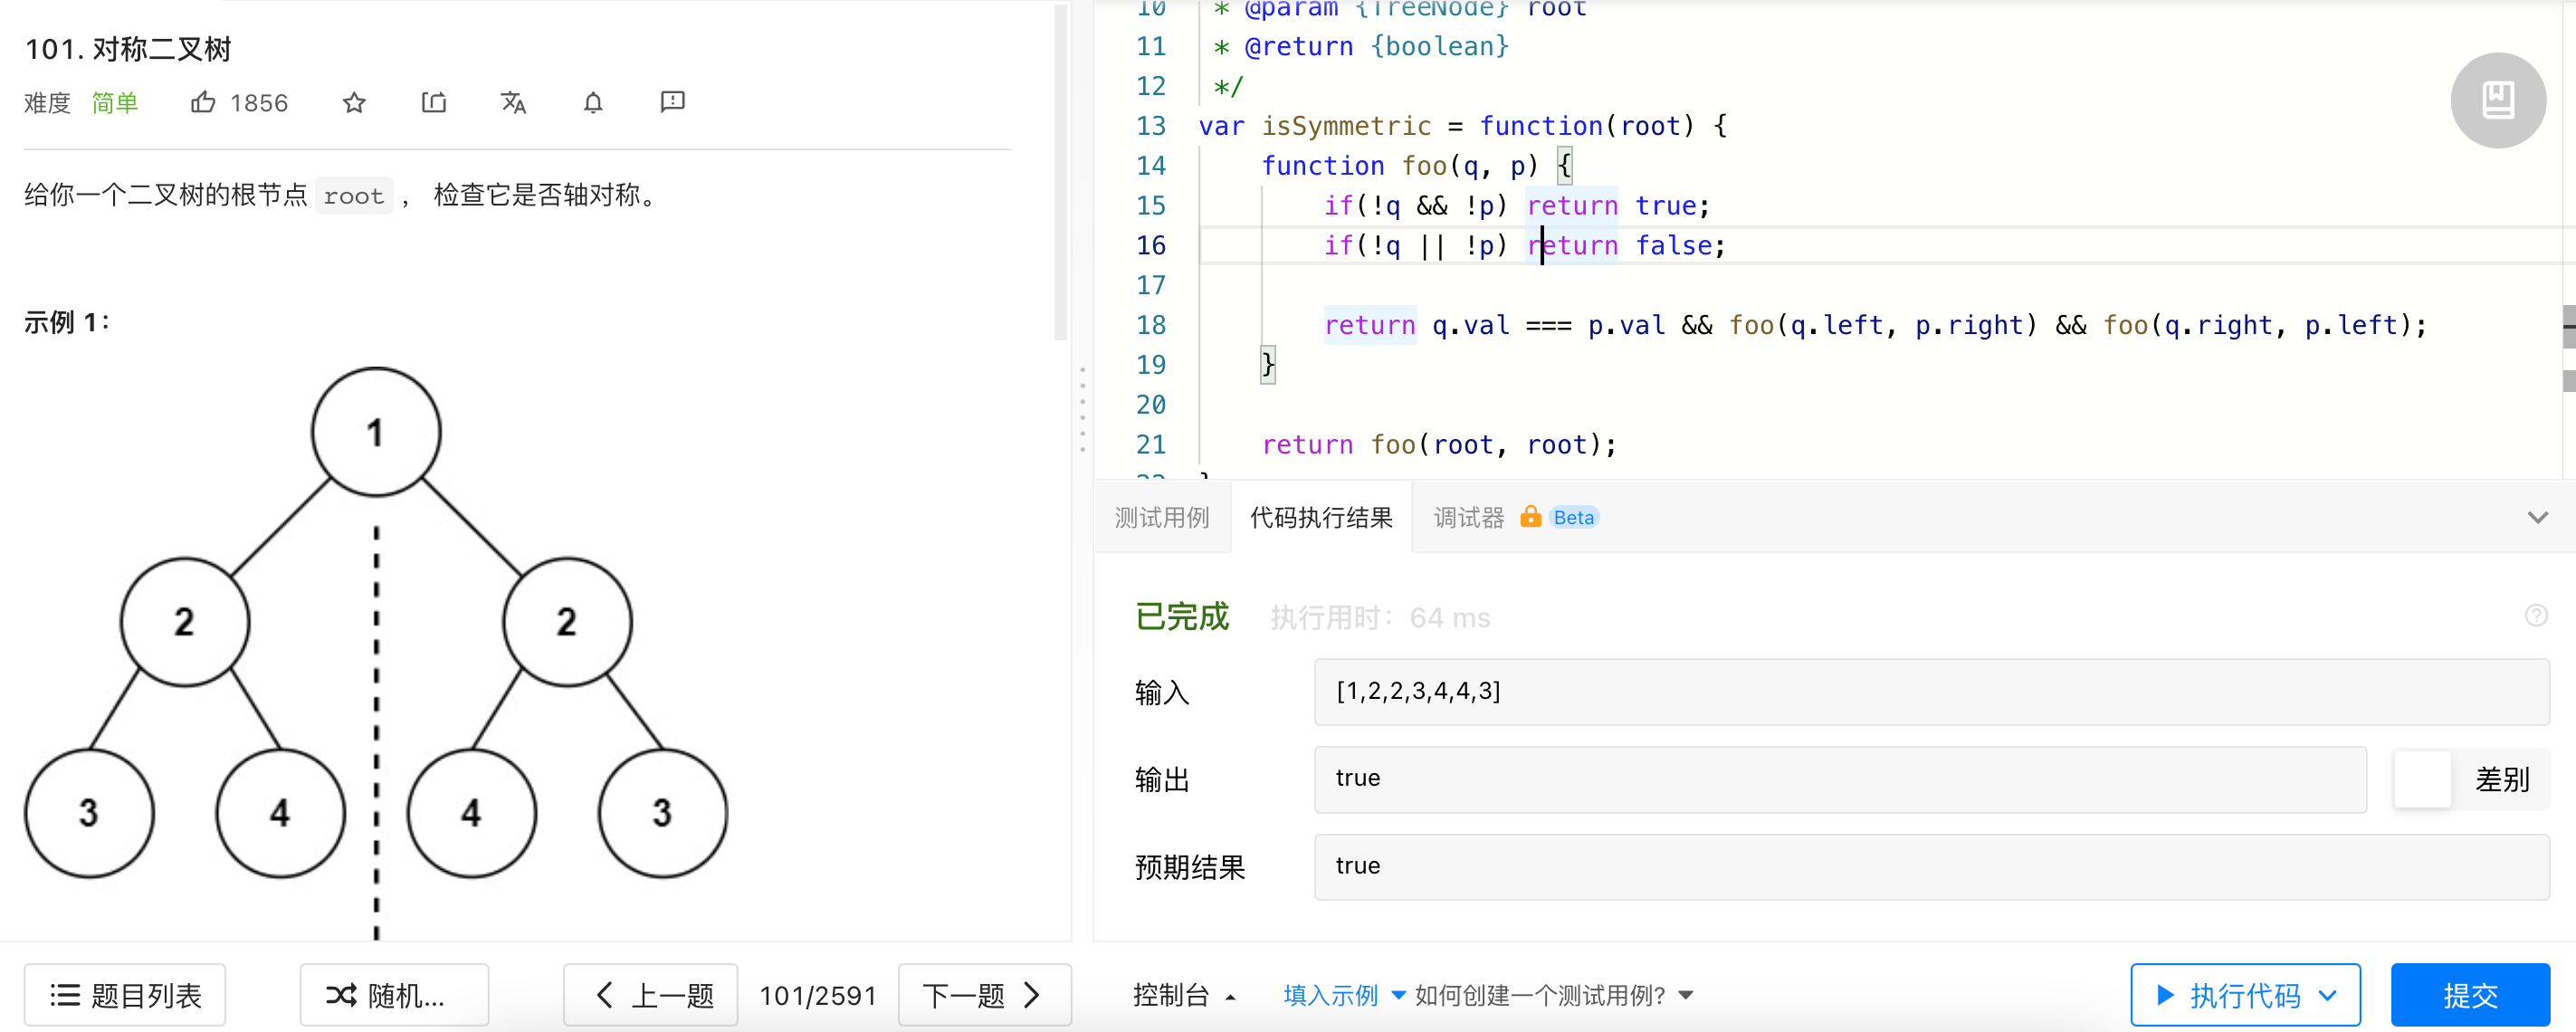 101. 对称二叉树
难度 简单 1856
给你一个二叉树的根节点 root ， 检查它是否轴对称。
示例 1：
1
2 2
3 4 4 3
题目列表 随机... 上一题 101/2591 下一题
10 * @param {TreeNode} root
11 * @return {boolean}
12 */
13 var isSymmetric = function(root) {
14 function foo(q, p) {
15 if(!q && !p) return true;
16 if(!q || !p) return false;
17
18 return q.val === p.val && foo(q.left, p.right) && foo(q.right, p.left);
19 }
20
21 return foo(root, root);
22 }
测试用例 代码执行结果 调试器 Beta
已完成 执行用时：64 ms
输入 [1,2,2,3,4,4,3]
输出 true 差别
预期结果 true
控制台 填入示例 如何创建一个测试用例? 执行代码 提交